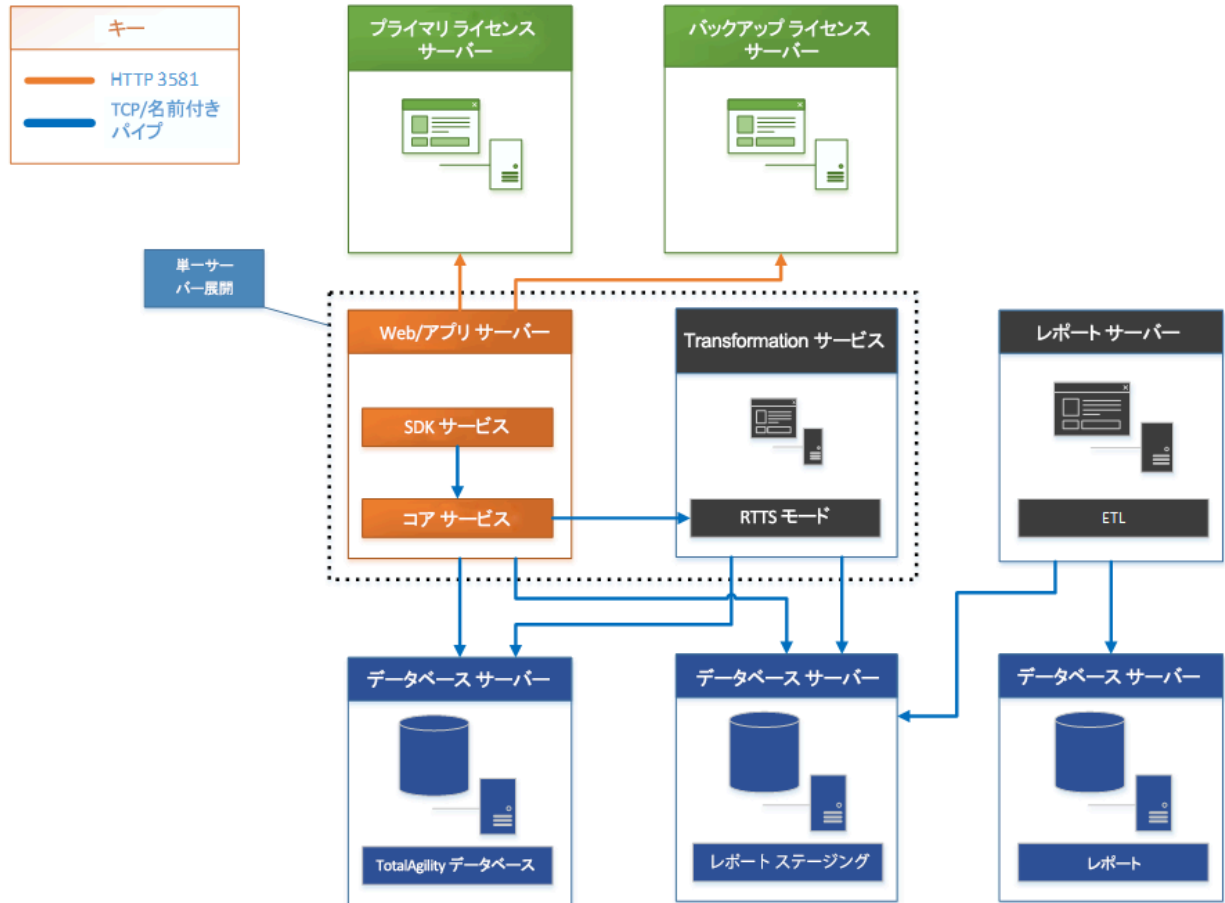 キー
HTTP 3581
TCP/名前付き
パイプ
プライマリ ライセンス
サーバー
バックアップ ライセンス
サーバー
単一サー
バー展開
Web/アプリ サーバー
SDK サービス
コア サービス
Transformation サービス
RTTS モード
レポート サーバー
ETL
データベース サーバー
TotalAgility データベース
データベース サーバー
レポート ステージング
データベース サーバー
レポート